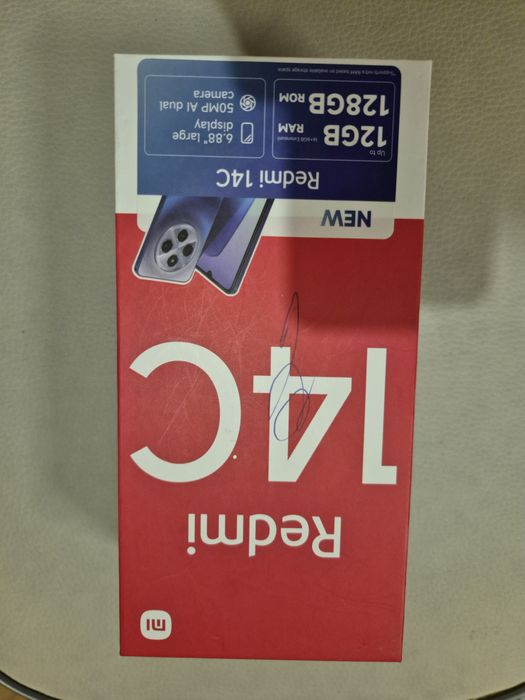 mi
Redmi
14C
NEW
Redmi 14C
Up to
12GB RAM
128GB ROM
6.88" large
display
50MP AI dual
camera